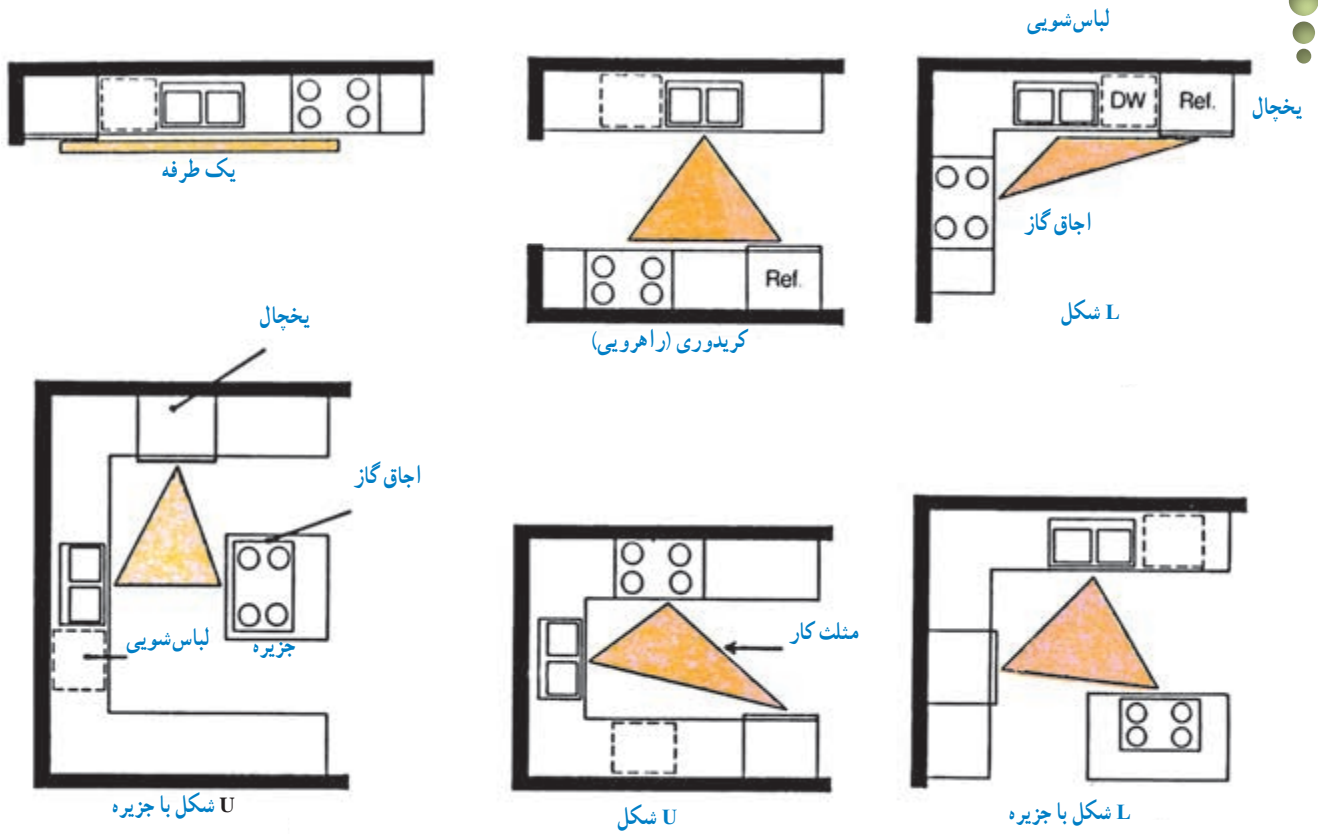 لباس‌شویی
DW
Ref.
یخچال
اجاق گاز
L شکل
Ref.
کریدوری (راهرویی)
یک طرفه
یخچال
اجاق گاز
لباس‌شویی
جزیره
U شکل با جزیره
مثلث کار
U شکل
L شکل با جزیره